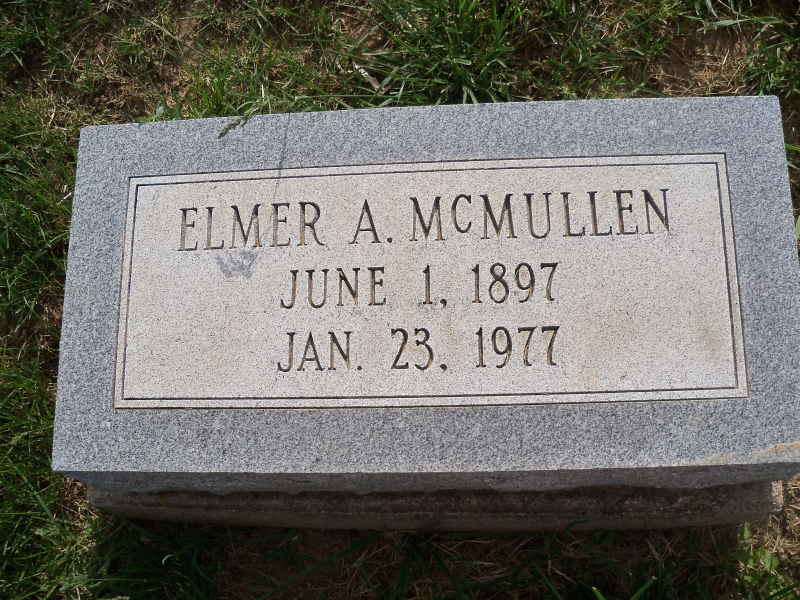 ELMER A. McMULLEN
JUNE 1, 1897
JAN. 23, 1977